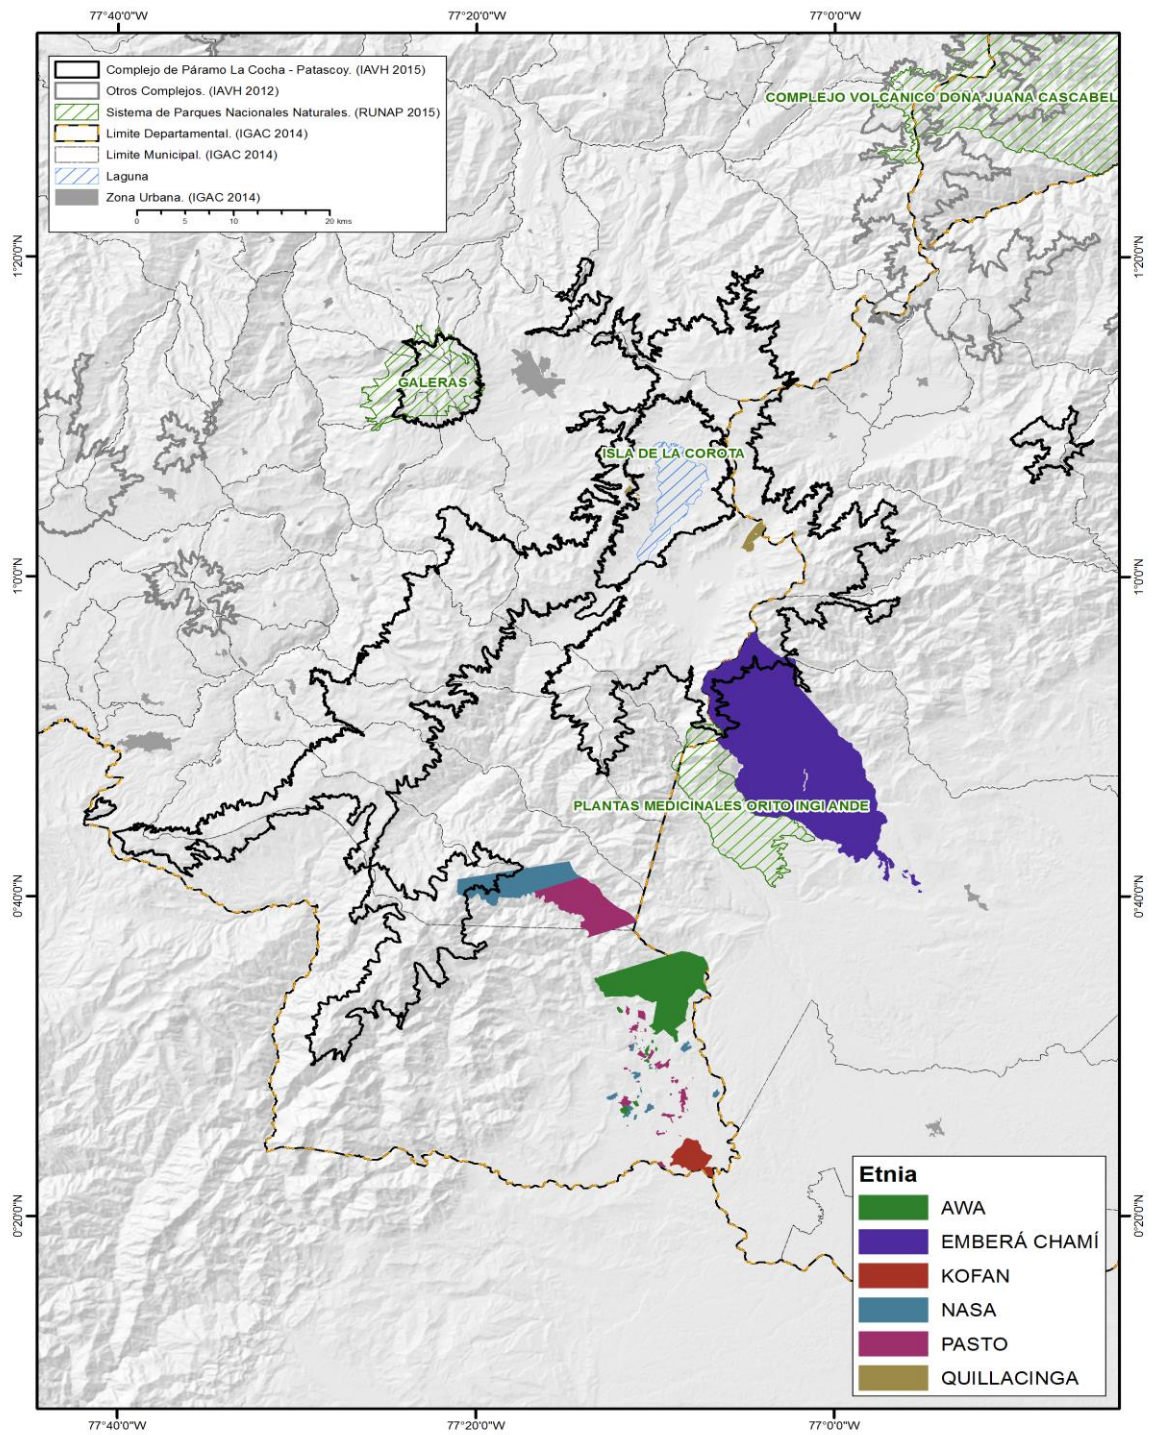 77°40'0"W
77°20'0"W
77°0'0"W
Complejo de Páramo La Cocha - Patascoy. (IAVH 2015)
Otros Complejos. (IAVH 2012)
Sistema de Parques Nacionales Naturales. (RUNAP 2015)
Limite Departamental. (IGAC 2014)
Limite Municipal. (IGAC 2014)
Laguna
Zona Urbana. (IGAC 2014)
0 5 10 20 kms
COMPLEJO VOLCANICO DOÑA JUANA CASCABEL
1°20'0"N
1°20'0"N
GALERAS
ISLA DE LA COROTA
1°0'0"N
1°0'0"N
PLANTAS MEDICINALES ORITO INGI ANDE
0°40'0"N
0°40'0"N
0°20'0"N
0°20'0"N
Etnia
AWA
EMBERÁ CHAMÍ
KOFAN
NASA
PASTO
QUILLACINGA
77°40'0"W
77°20'0"W
77°0'0"W